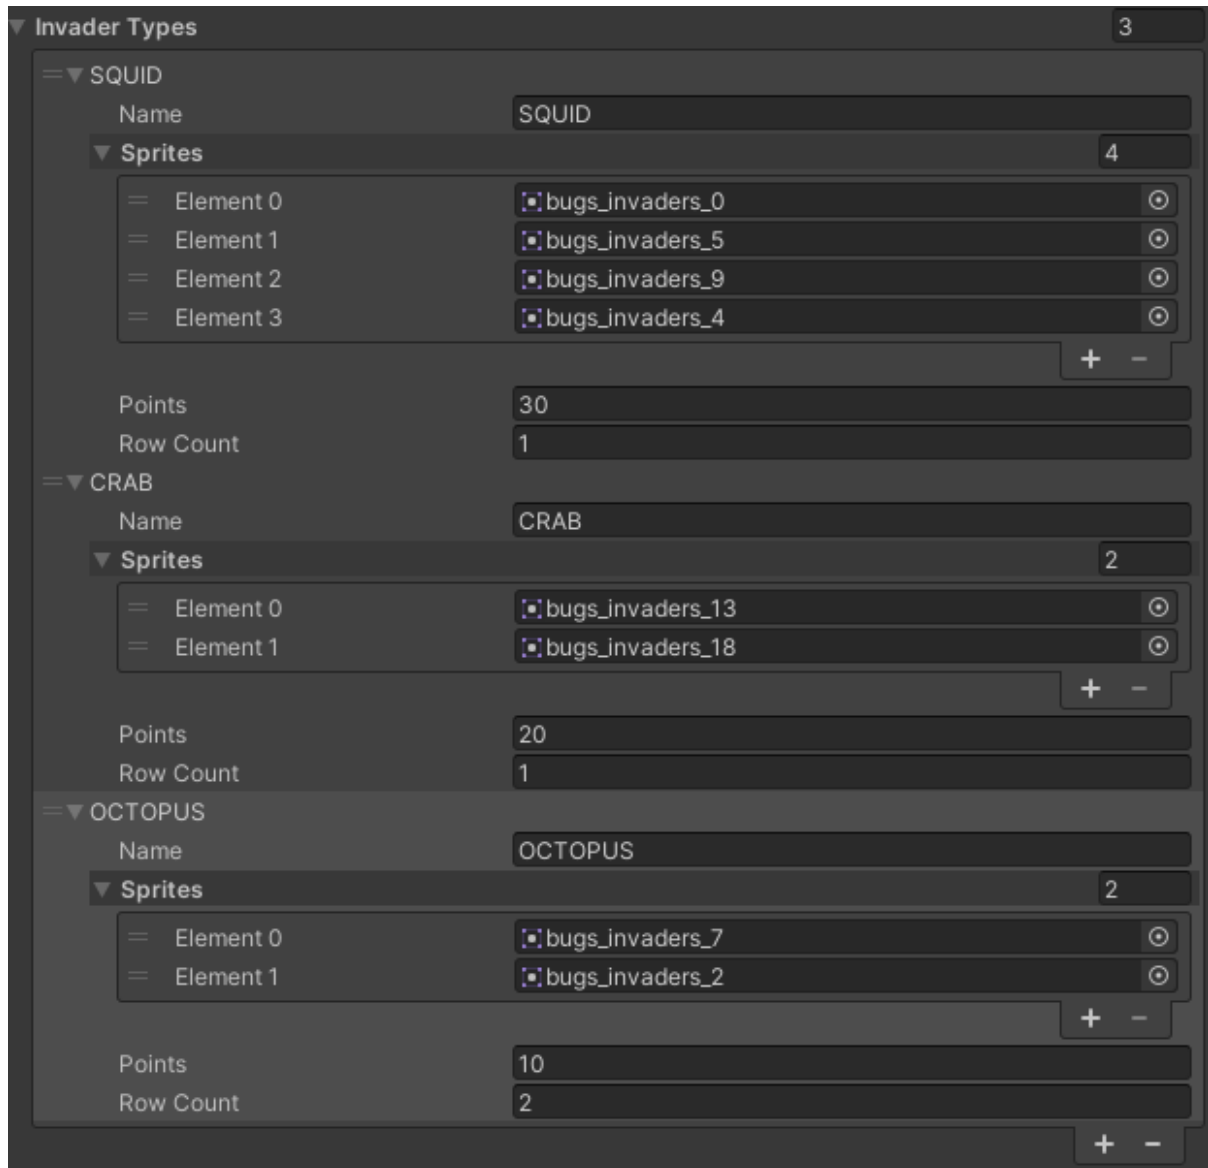 Invader Types 3
SQUID
Name SQUID
Sprites 4
Element 0 bugs_invaders_0
Element 1 bugs_invaders_5
Element 2 bugs_invaders_9
Element 3 bugs_invaders_4
+ −
Points 30
Row Count 1
CRAB
Name CRAB
Sprites 2
Element 0 bugs_invaders_13
Element 1 bugs_invaders_18
+ −
Points 20
Row Count 1
OCTOPUS
Name OCTOPUS
Sprites 2
Element 0 bugs_invaders_7
Element 1 bugs_invaders_2
+ −
Points 10
Row Count 2
+ −